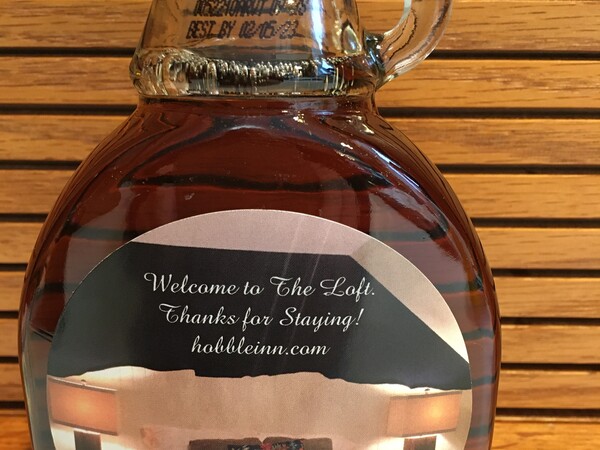 BEST BY 02/15/23
Welcome to The Loft.
Thanks for Staying!
hobbleinn.com